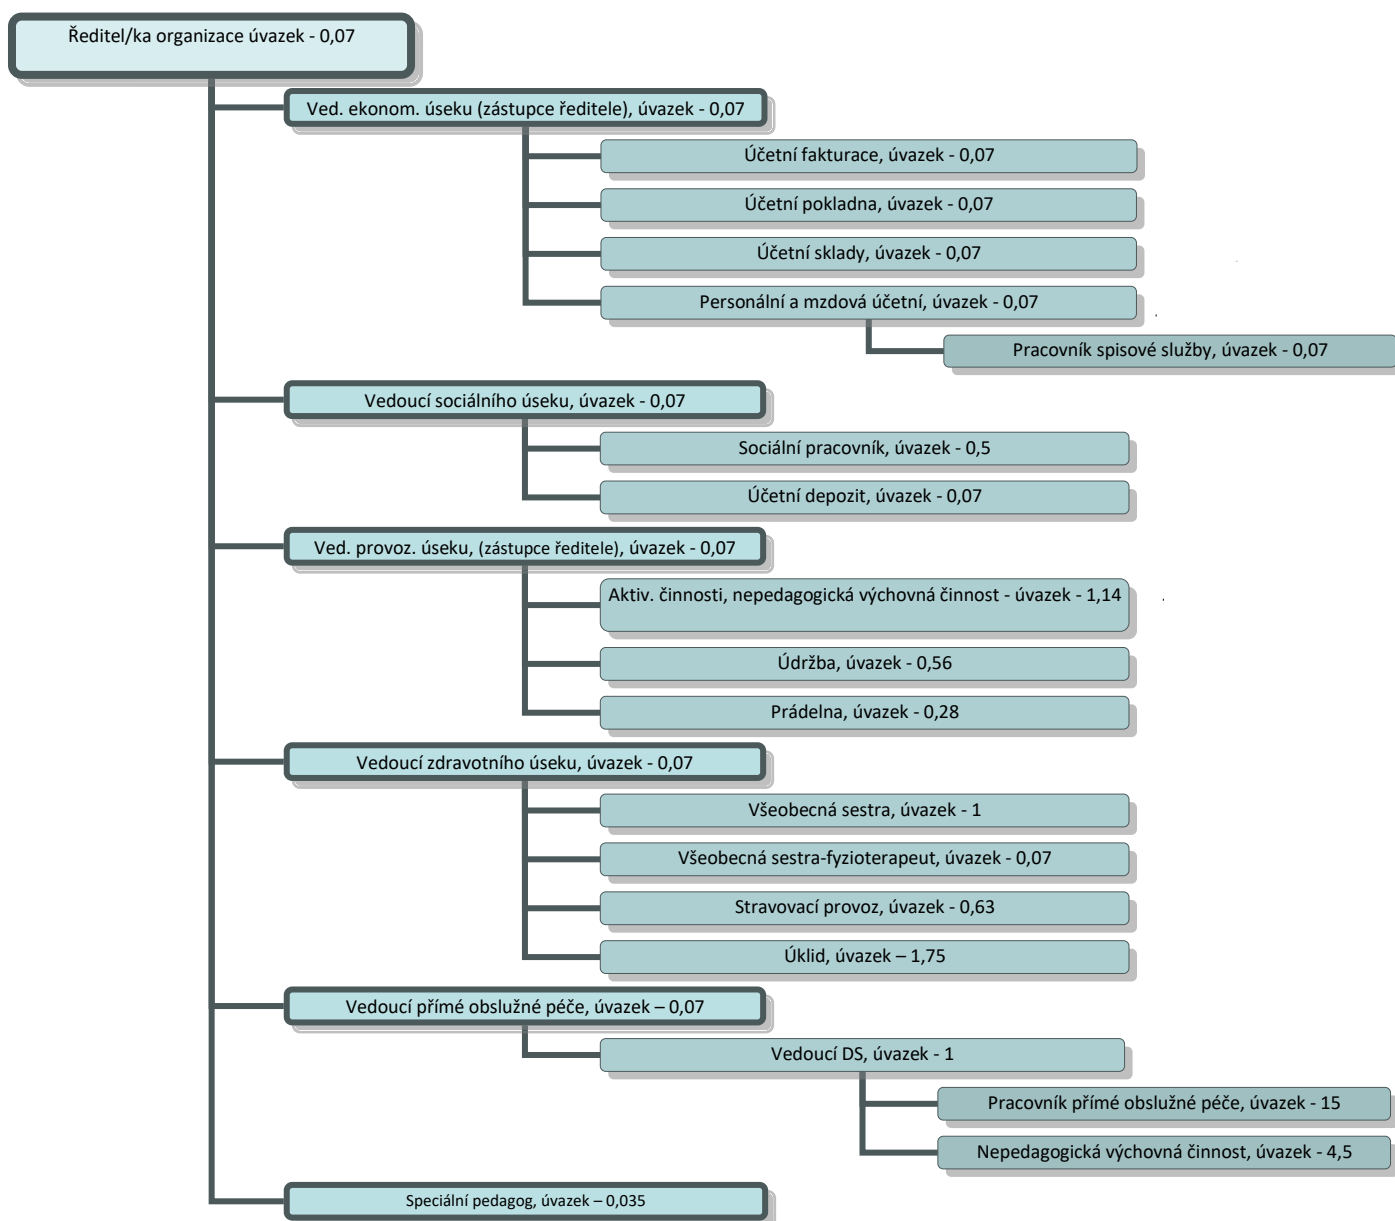 Ředitel/ka organizace úvazek - 0,07
Ved. ekonom. úseku (zástupce ředitele), úvazek - 0,07
Účetní fakturace, úvazek - 0,07
Účetní pokladna, úvazek - 0,07
Účetní sklady, úvazek - 0,07
Personální a mzdová účetní, úvazek - 0,07
Pracovník spisové služby, úvazek - 0,07
Vedoucí sociálního úseku, úvazek - 0,07
Sociální pracovník, úvazek - 0,5
Účetní depozit, úvazek - 0,07
Ved. provoz. úseku, (zástupce ředitele), úvazek - 0,07
Aktiv. činnosti, nepedagogická výchovná činnost - úvazek - 1,14
Údržba, úvazek - 0,56
Prádelna, úvazek - 0,28
Vedoucí zdravotního úseku, úvazek - 0,07
Všeobecná sestra, úvazek - 1
Všeobecná sestra-fyzioterapeut, úvazek - 0,07
Stravovací provoz, úvazek - 0,63
Úklid, úvazek – 1,75
Vedoucí přímé obslužné péče, úvazek – 0,07
Vedoucí DS, úvazek - 1
Pracovník přímé obslužné péče, úvazek - 15
Nepedagogická výchovná činnost, úvazek - 4,5
Speciální pedagog, úvazek – 0,035